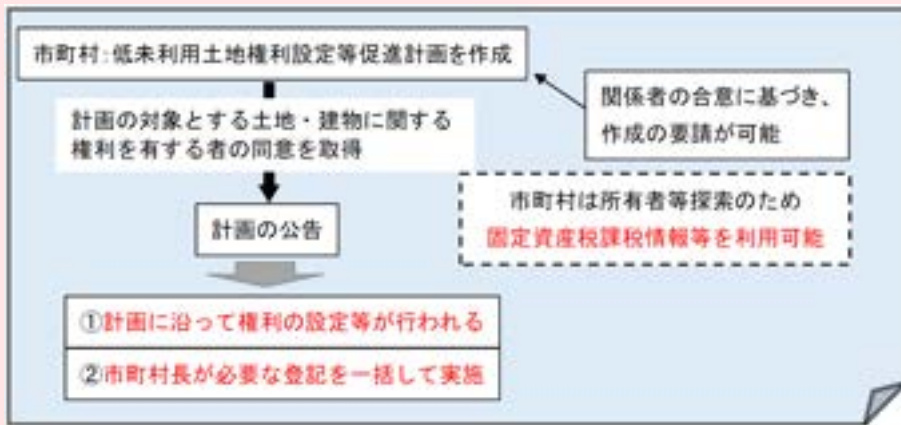 市町村：低未利用土地権利設定等促進計画を作成
関係者の合意に基づき、
作成の要請が可能
計画の対象とする土地・建物に関する
権利を有する者の同意を取得
市町村は所有者等探索のため
固定資産税課税情報等を利用可能
計画の公告
①計画に沿って権利の設定等が行われる
②市町村長が必要な登記を一括して実施